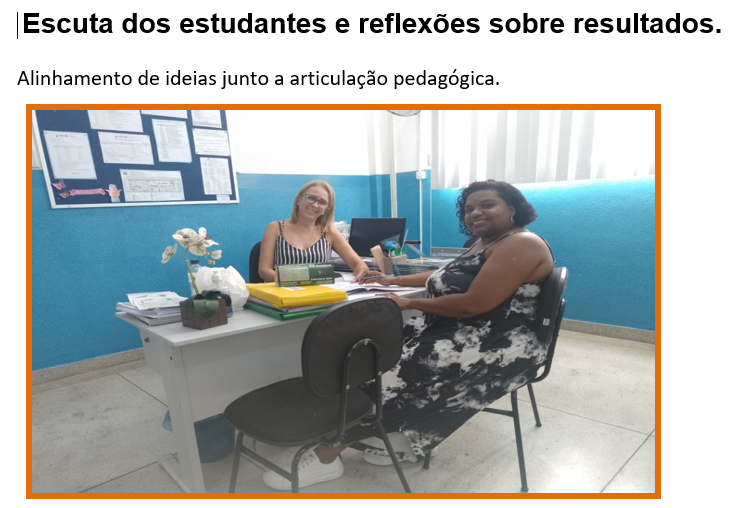 Escuta dos estudantes e reflexões sobre resultados.
Alinhamento de ideias junto a articulação pedagógica.